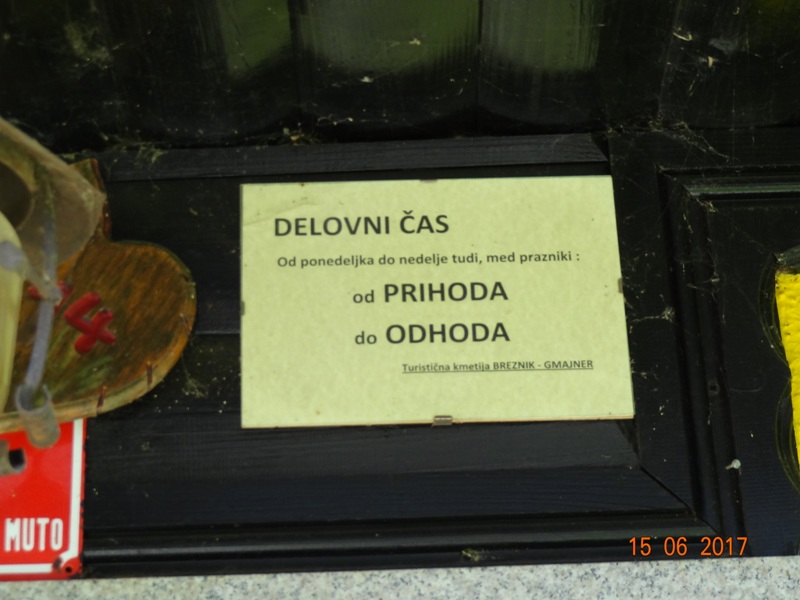 DELOVNI ČAS
Od ponedeljka do nedelje tudi, med prazniki :
od PRIHODA
do ODHODA
Turistična kmetija BREZNIK - GMAJNER
MUTO
15 06 2017